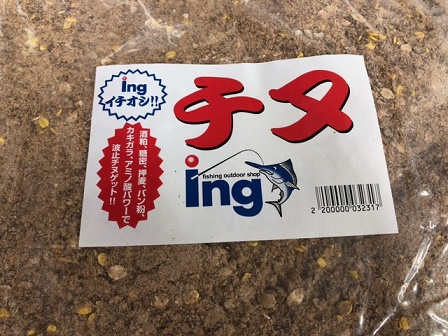 ing
イチオシ!!
チヌ
酒粕、糖密、押麦、パン粉、
カキガラ、アミノ酸パワーで
波止チヌゲット!!
fishing outdoor shop
ing
2 200000 032317